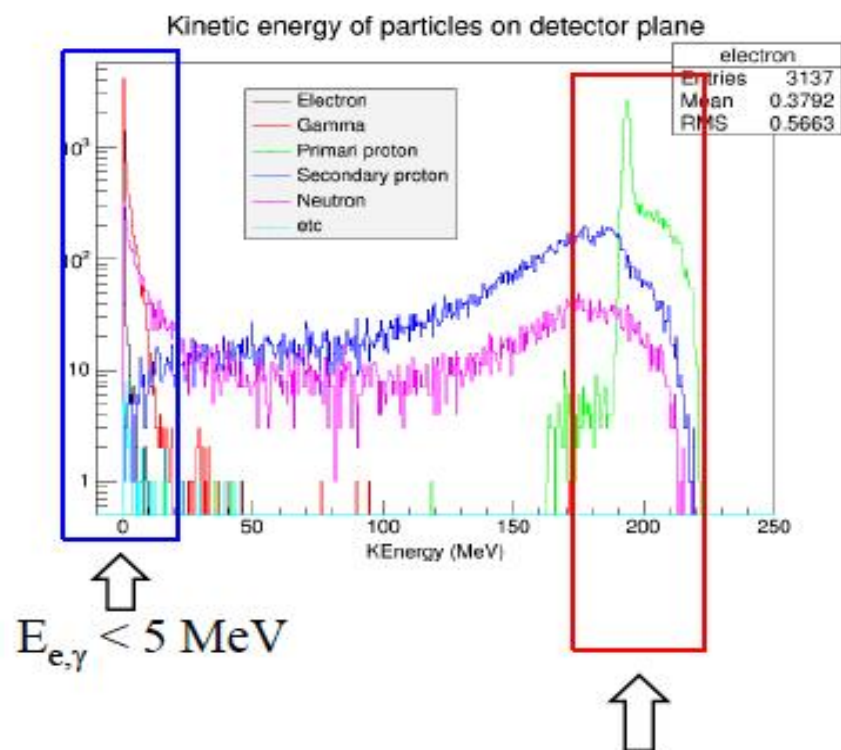 Kinetic energy of particles on detector plane
electron
Entries 3137
Mean 0.3792
RMS 0.5663
Electron
Gamma
Primari proton
Secondary proton
Neutron
etc
10³
10²
10
1
0 50 100 150 200 250
KEnergy (MeV)
E e,γ < 5 MeV